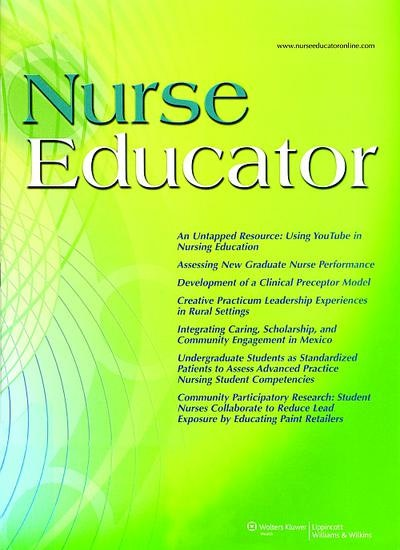 www.nurseeducatoronline.com
Nurse
Educator
An Untapped Resource: Using YouTube in
Nursing Education
Assessing New Graduate Nurse Performance
Development of a Clinical Preceptor Model
Creative Practicum Leadership Experiences
in Rural Settings
Integrating Caring, Scholarship, and
Community Engagement in Mexico
Undergraduate Students as Standardized
Patients to Assess Advanced Practice
Nursing Student Competencies
Community Participatory Research: Student
Nurses Collaborate to Reduce Lead
Exposure by Educating Paint Retailers
Wolters Kluwer
Health
Lippincott
Williams & Wilkins